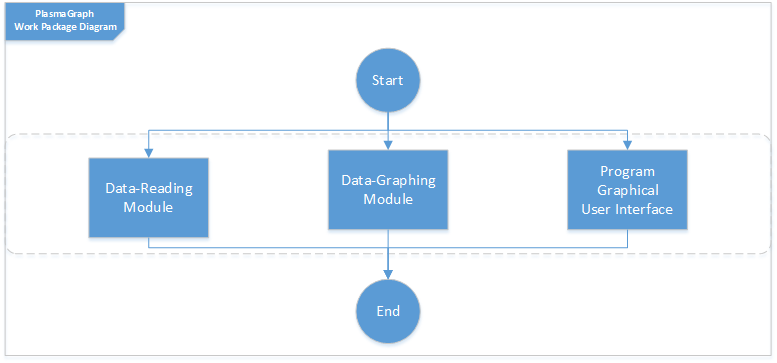 PlasmaGraph
Work Package Diagram
Start
Data-Reading
Module
Data-Graphing
Module
Program
Graphical
User Interface
End